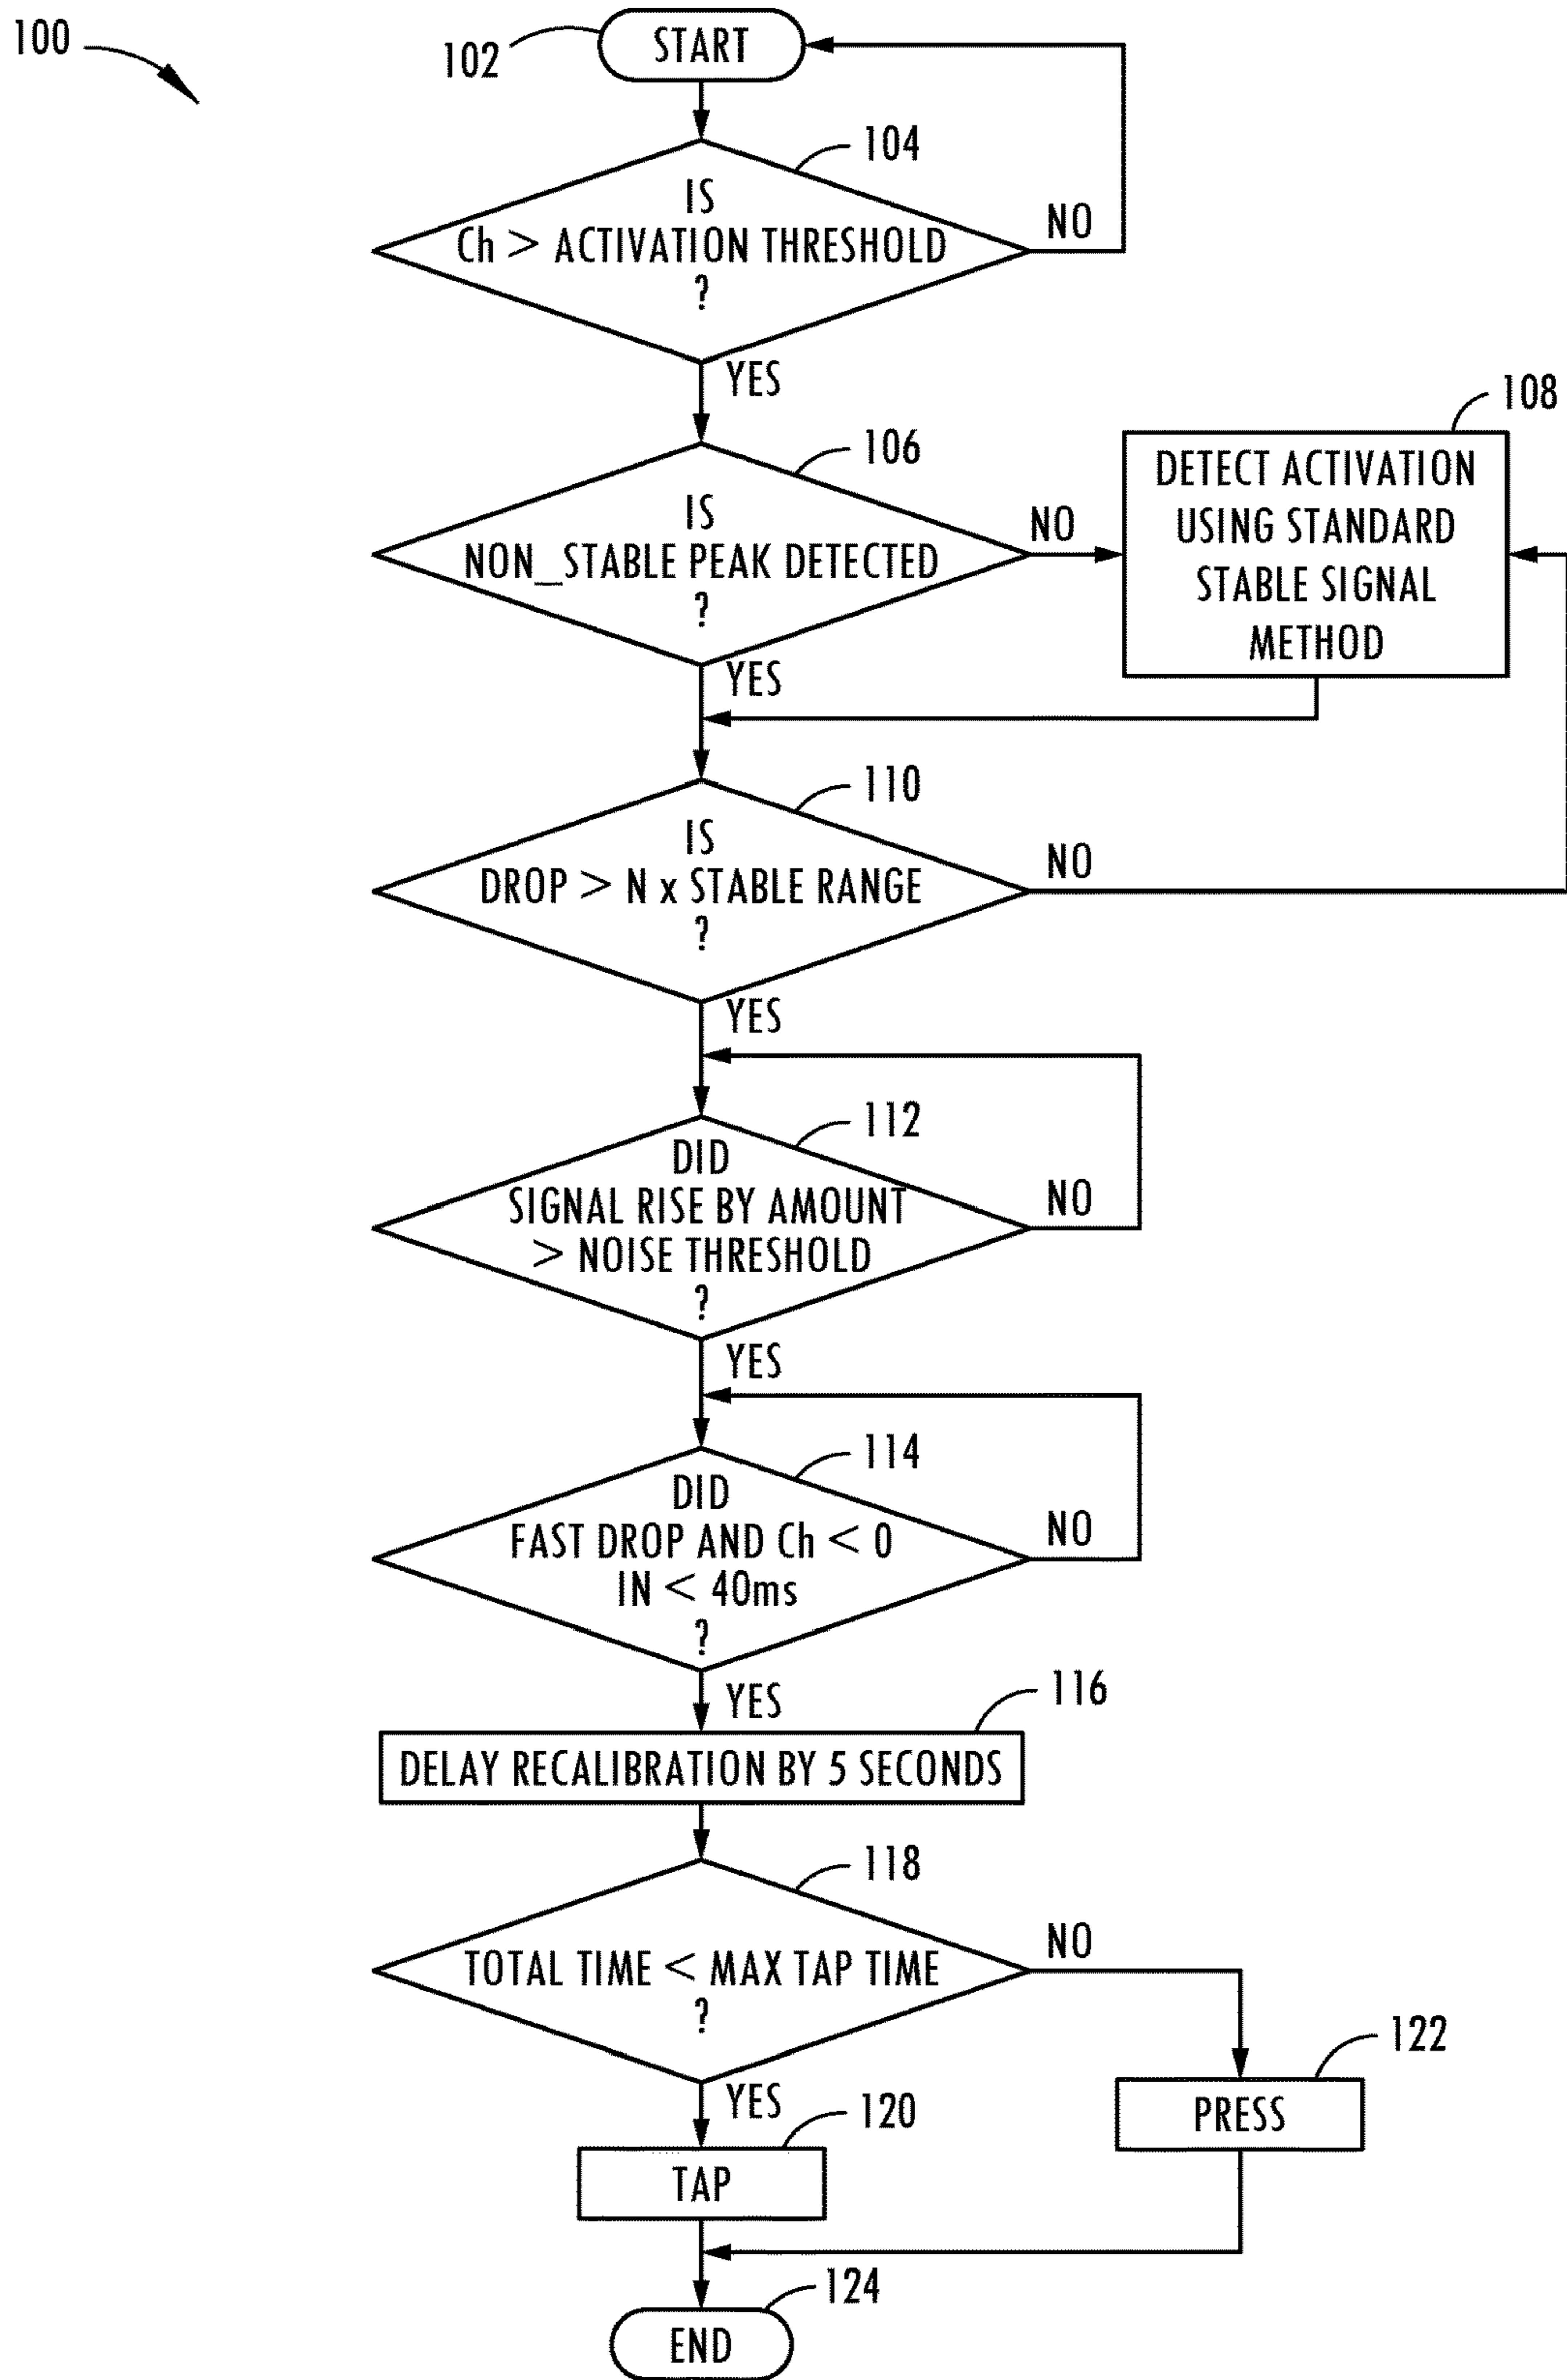 100
102
START
104
IS
Ch > ACTIVATION THRESHOLD
?
NO
YES
106
IS
NON_STABLE PEAK DETECTED
?
NO
108
DETECT ACTIVATION
USING STANDARD
STABLE SIGNAL
METHOD
YES
110
IS
DROP > N x STABLE RANGE
?
NO
YES
112
DID
SIGNAL RISE BY AMOUNT
> NOISE THRESHOLD
?
NO
YES
114
DID
FAST DROP AND Ch < 0
IN < 40ms
?
NO
YES
116
DELAY RECALIBRATION BY 5 SECONDS
118
TOTAL TIME < MAX TAP TIME
?
NO
122
PRESS
YES
120
TAP
124
END